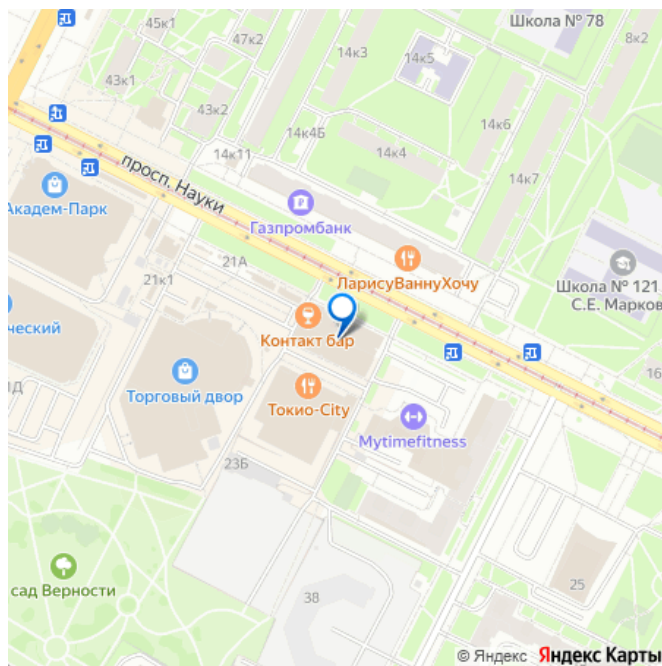 45к1
47к2
Школа № 78
8к2
14к3
14к5
43к1
43к2
14к4Б
14к6
14к11
14к4
14к7
просп. Науки
Академ-Парк
Газпромбанк
21А
21к1
ЛарисуВаннуХочу
Школа № 121
С.Е. Марков
ческий
Контакт бар
16
Торговый двор
Токио-City
Mytimefitness
23Б
сад Верности
38
25
© Яндекс Яндекс Карты